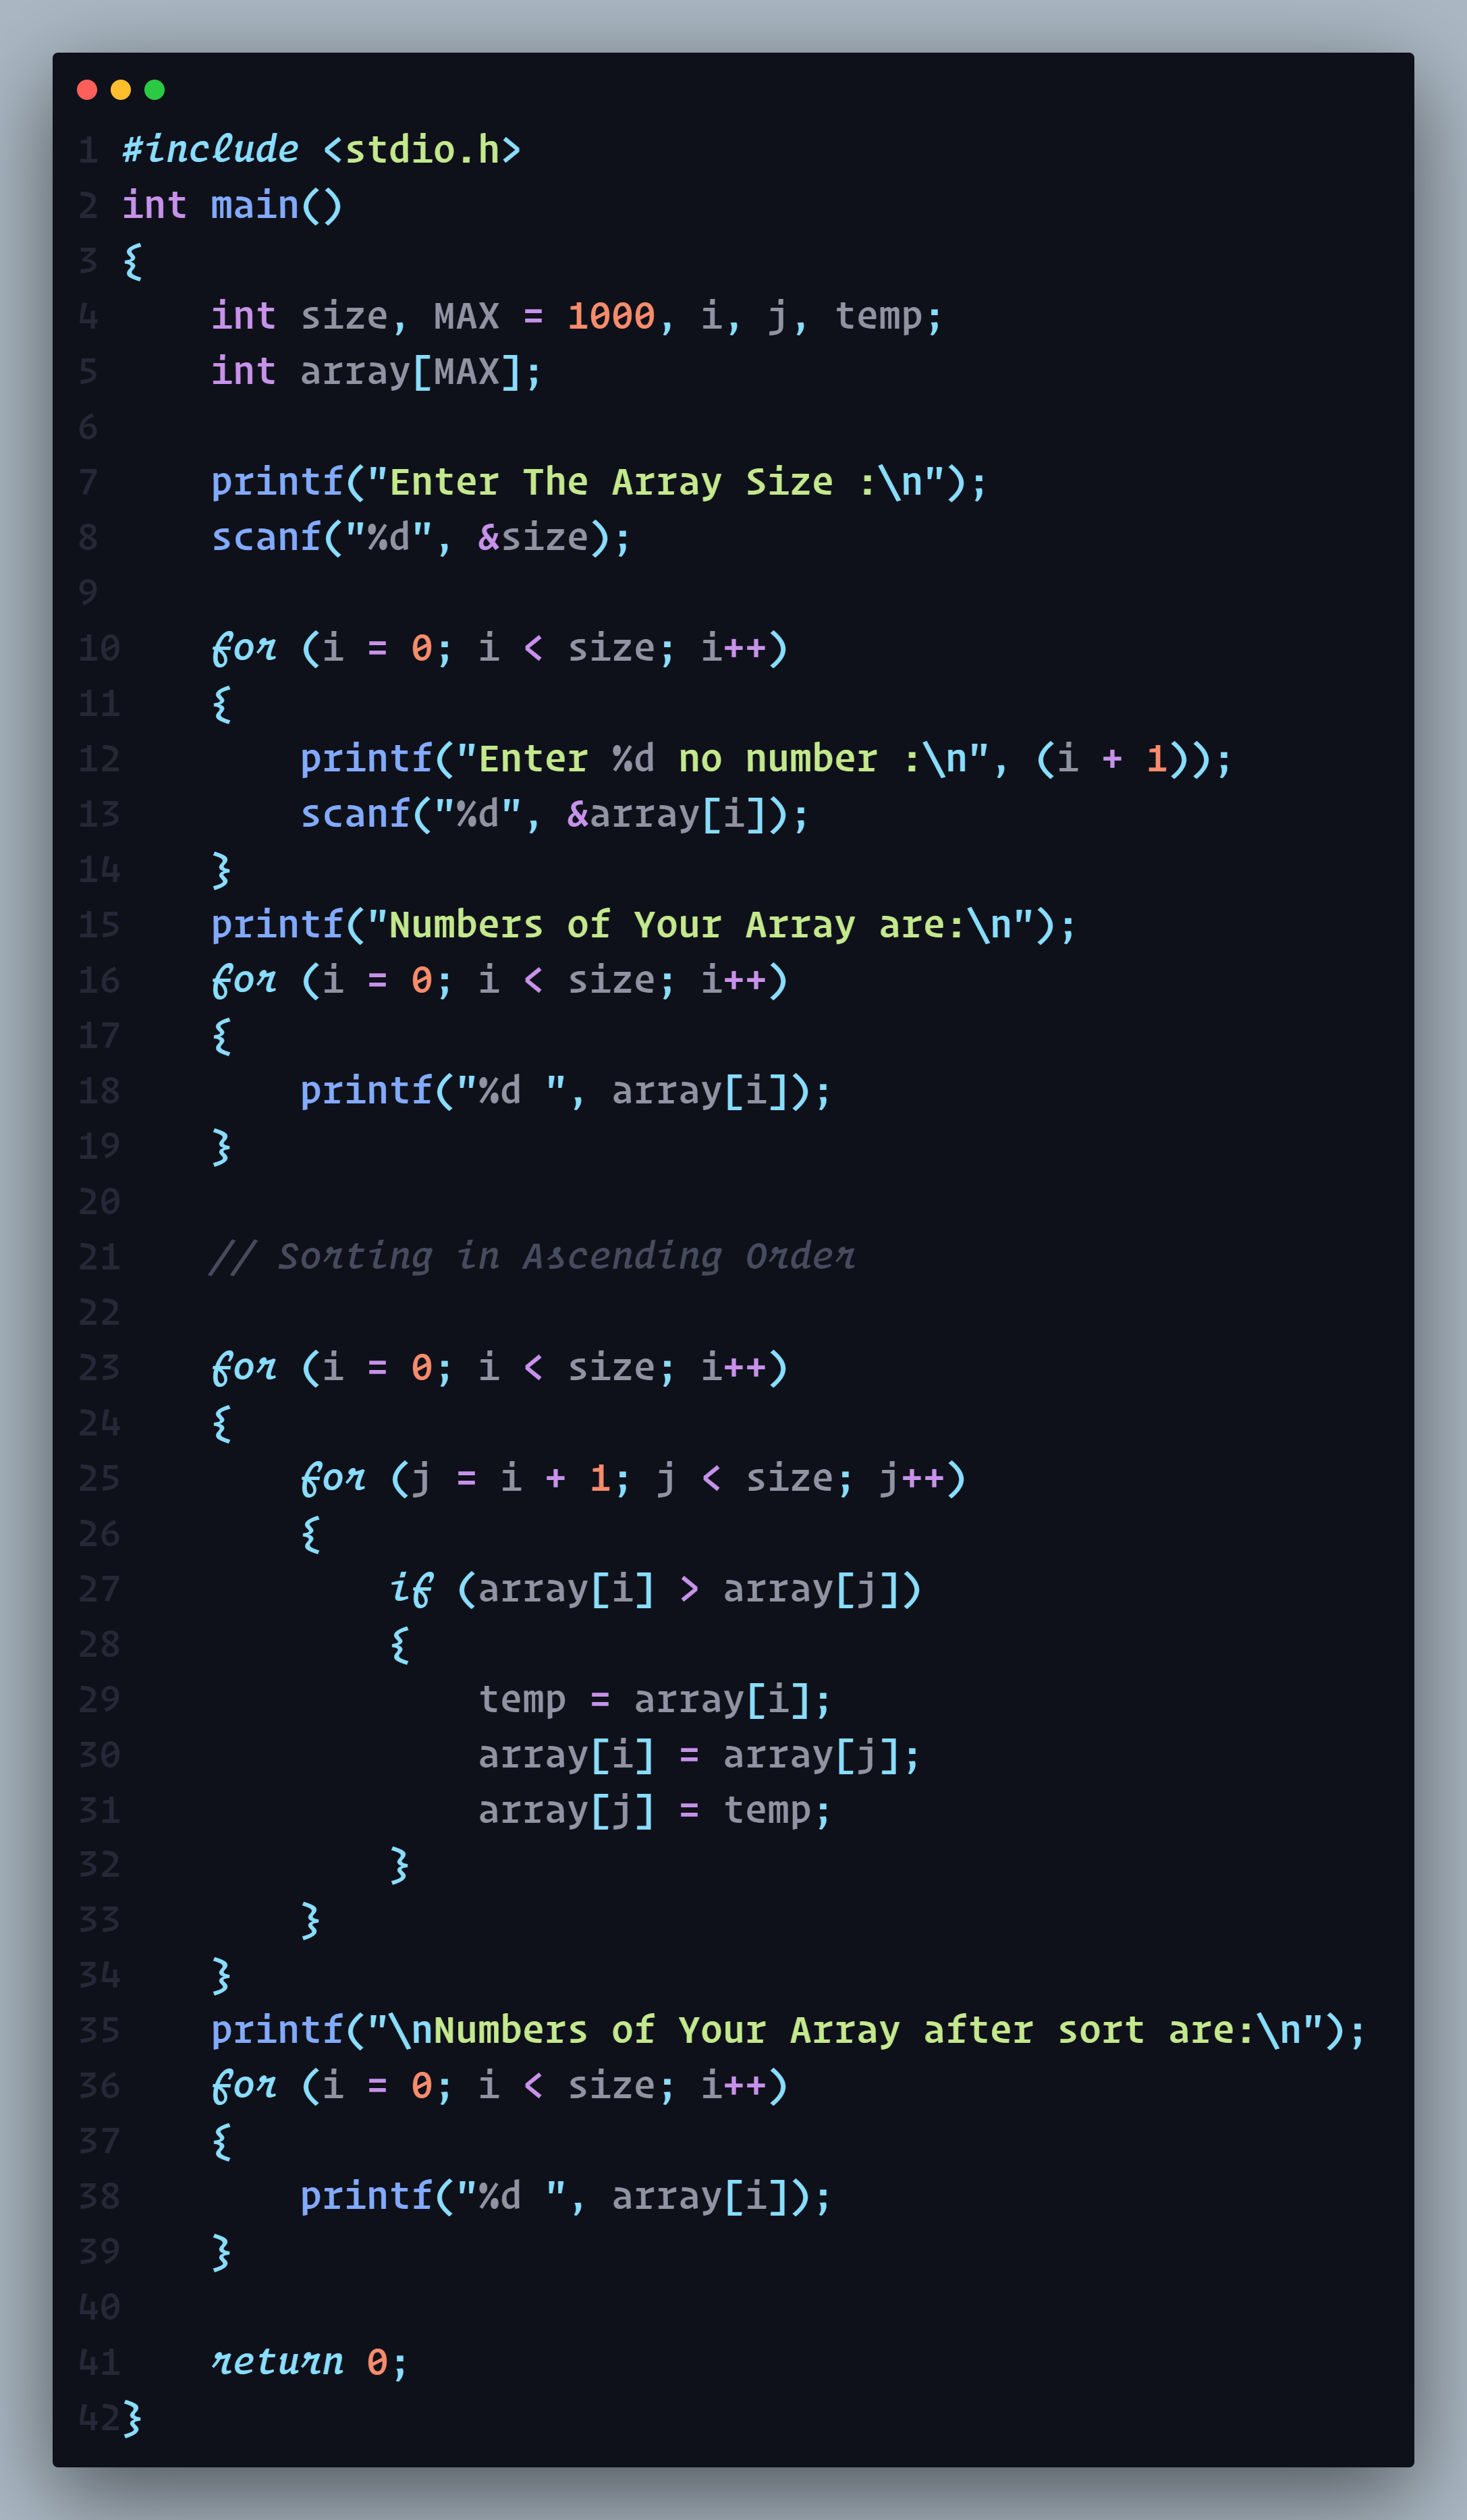 1 #include <stdio.h>
2 int main()
3 {
4     int size, MAX = 1000, i, j, temp;
5     int array[MAX];
6
7     printf("Enter The Array Size :\n");
8     scanf("%d", &size);
9
10     for (i = 0; i < size; i++)
11     {
12         printf("Enter %d no number :\n", (i + 1));
13         scanf("%d", &array[i]);
14     }
15     printf("Numbers of Your Array are:\n");
16     for (i = 0; i < size; i++)
17     {
18         printf("%d ", array[i]);
19     }
20
21     // Sorting in Ascending Order
22
23     for (i = 0; i < size; i++)
24     {
25         for (j = i + 1; j < size; j++)
26         {
27             if (array[i] > array[j])
28             {
29                 temp = array[i];
30                 array[i] = array[j];
31                 array[j] = temp;
32             }
33         }
34     }
35     printf("\nNumbers of Your Array after sort are:\n");
36     for (i = 0; i < size; i++)
37     {
38         printf("%d ", array[i]);
39     }
40
41     return 0;
42 }